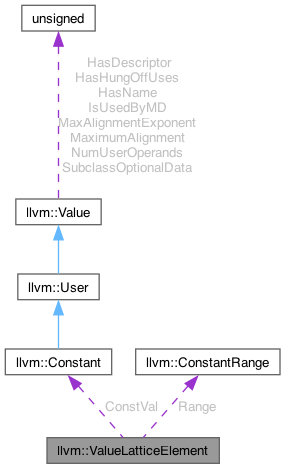 unsigned
HasDescriptor
HasHungOffUses
HasName
IsUsedByMD
MaxAlignmentExponent
MaximumAlignment
NumUserOperands
SubclassOptionalData
llvm::Value
llvm::User
llvm::Constant
llvm::ConstantRange
ConstVal
Range
llvm::ValueLatticeElement